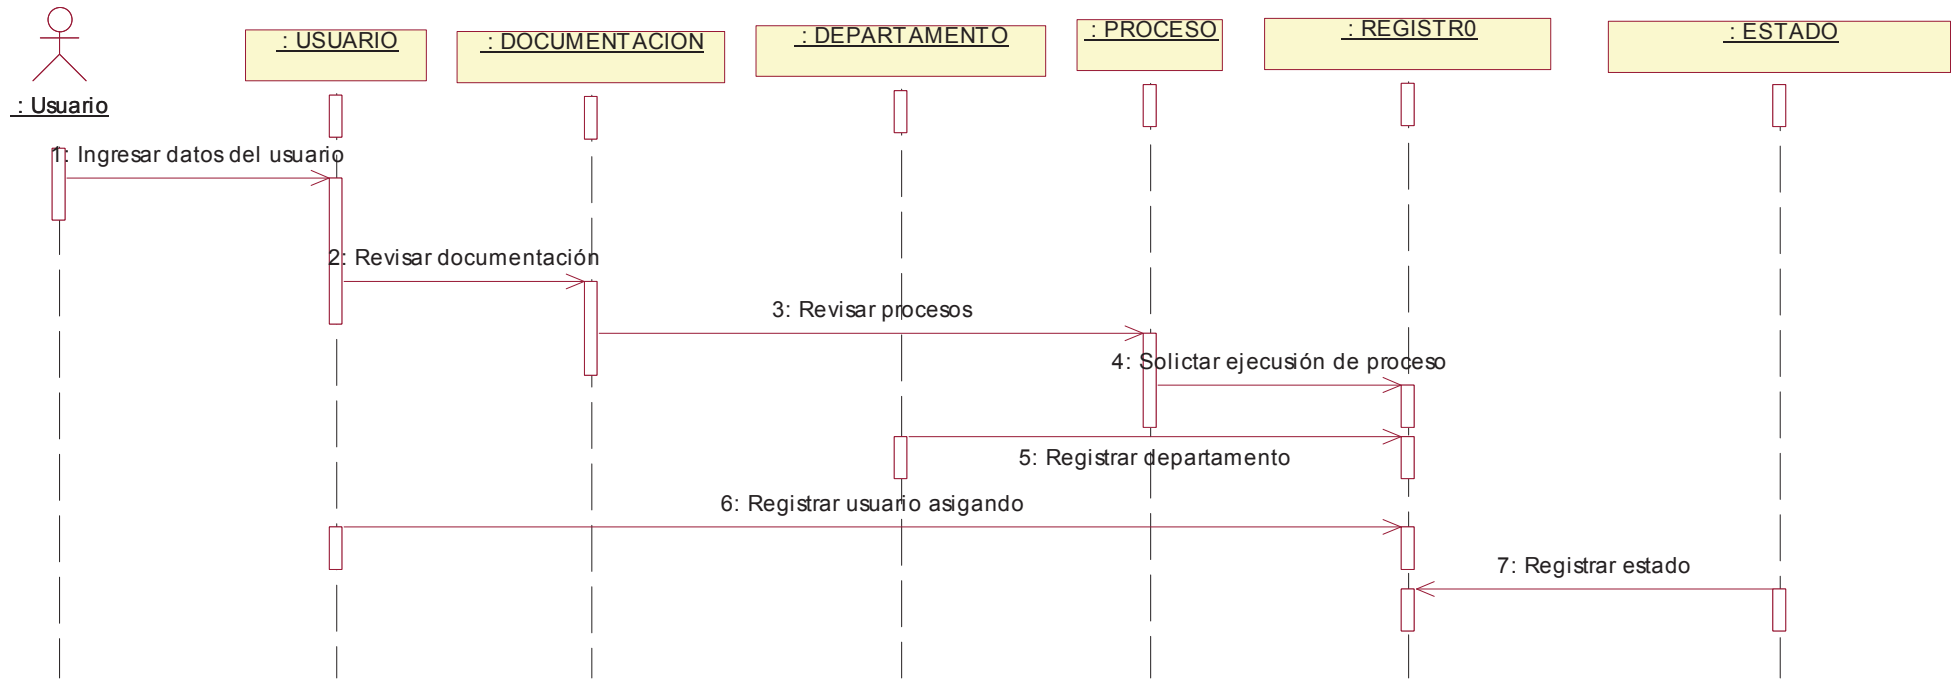 : Usuario
: USUARIO
: DOCUMENTACION
: DEPARTAMENTO
: PROCESO
: REGISTR0
: ESTADO
1: Ingresar datos del usuario
2: Revisar documentación
3: Revisar procesos
4: Solictar ejecusión de proceso
5: Registrar departamento
6: Registrar usuario asigando
7: Registrar estado